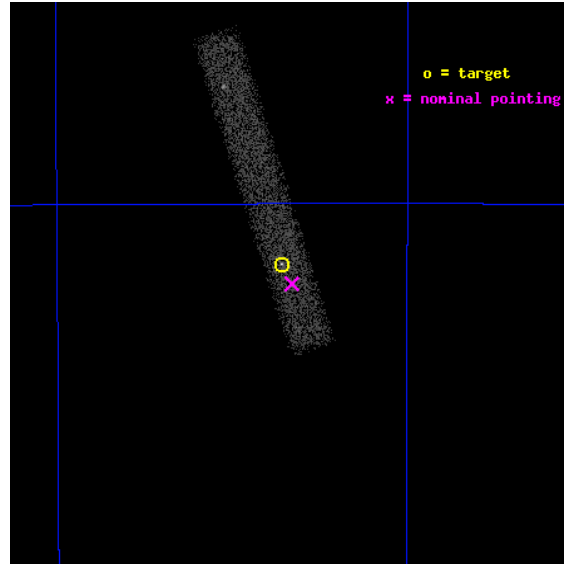 o = target
x = nominal pointing